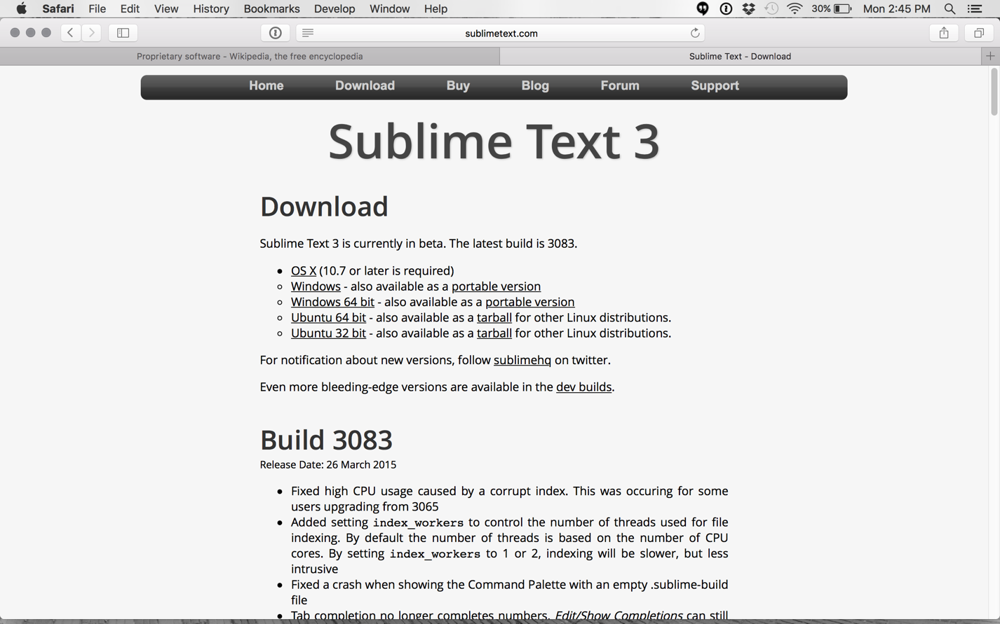 Safari File Edit View History Bookmarks Develop Window Help 30% Mon 2:45 PM
sublimetext.com
Proprietary software - Wikipedia, the free encyclopedia Sublime Text - Download
Home Download Buy Blog Forum Support
Sublime Text 3
Download
Sublime Text 3 is currently in beta. The latest build is 3083.
OS X (10.7 or later is required)
Windows - also available as a portable version
Windows 64 bit - also available as a portable version
Ubuntu 64 bit - also available as a tarball for other Linux distributions.
Ubuntu 32 bit - also available as a tarball for other Linux distributions.
For notification about new versions, follow sublimehq on twitter.
Even more bleeding-edge versions are available in the dev builds.
Build 3083
Release Date: 26 March 2015
Fixed high CPU usage caused by a corrupt index. This was occuring for some
users upgrading from 3065
Added setting index_workers to control the number of threads used for file
indexing. By default the number of threads is based on the number of CPU
cores. By setting index_workers to 1 or 2, indexing will be slower, but less
intrusive
Fixed a crash when showing the Command Palette with an empty .sublime-build
file
Tab completion no longer completes numbers. Edit/Show Completions can still